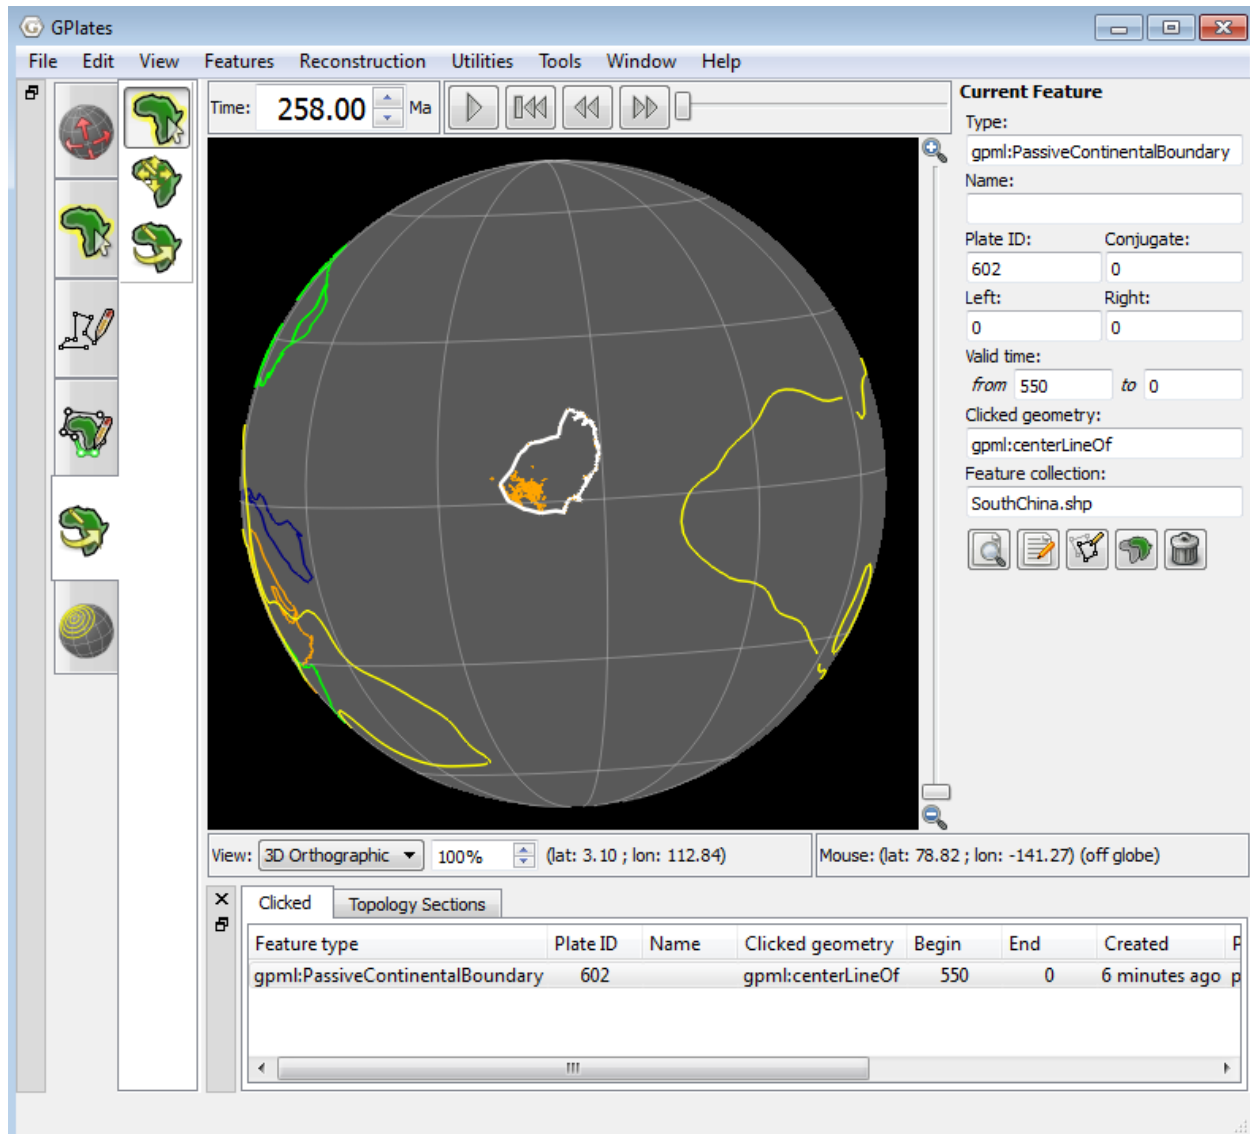 GPlates
File Edit View Features Reconstruction Utilities Tools Window Help
Time: 258.00 Ma
Current Feature
Type:
gpml:PassiveContinentalBoundary
Name:
Plate ID: Conjugate:
602 0
Left: Right:
0 0
Valid time:
from 550 to 0
Clicked geometry:
gpml:centerLineOf
Feature collection:
SouthChina.shp
View: 3D Orthographic 100% (lat: 3.10 ; lon: 112.84) Mouse: (lat: 78.82 ; lon: -141.27) (off globe)
Clicked Topology Sections
Feature type Plate ID Name Clicked geometry Begin End Created P
gpml:PassiveContinentalBoundary 602 gpml:centerLineOf 550 0 6 minutes ago p